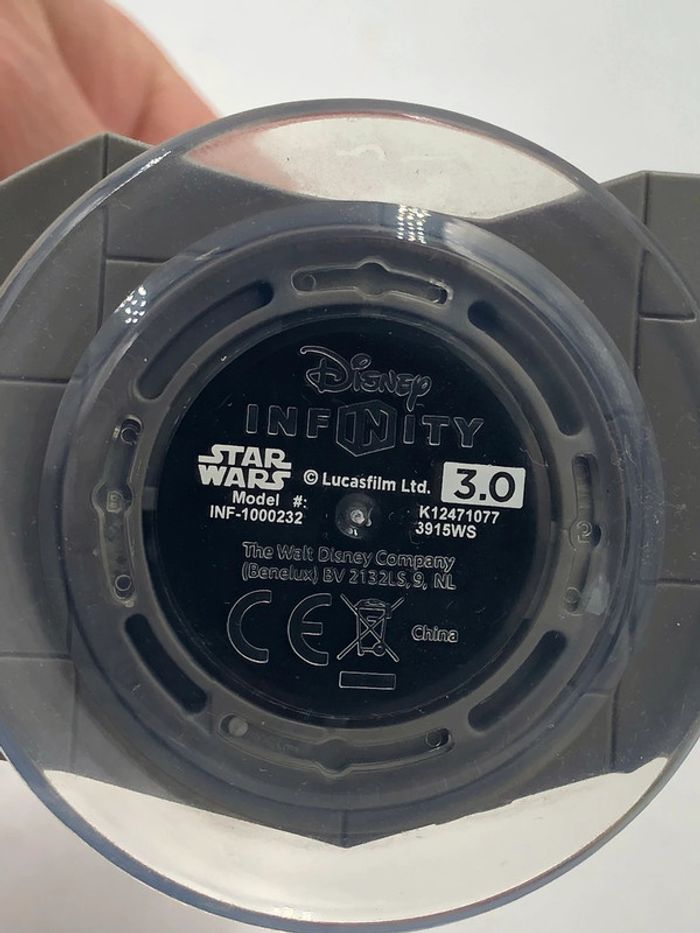 Disney
INFINITY
STAR WARS © Lucasfilm Ltd. 3.0
Model #: K12471077
INF-1000232 3915WS
The Walt Disney Company
(Benelux) BV 2132LS, 9, NL
CE China